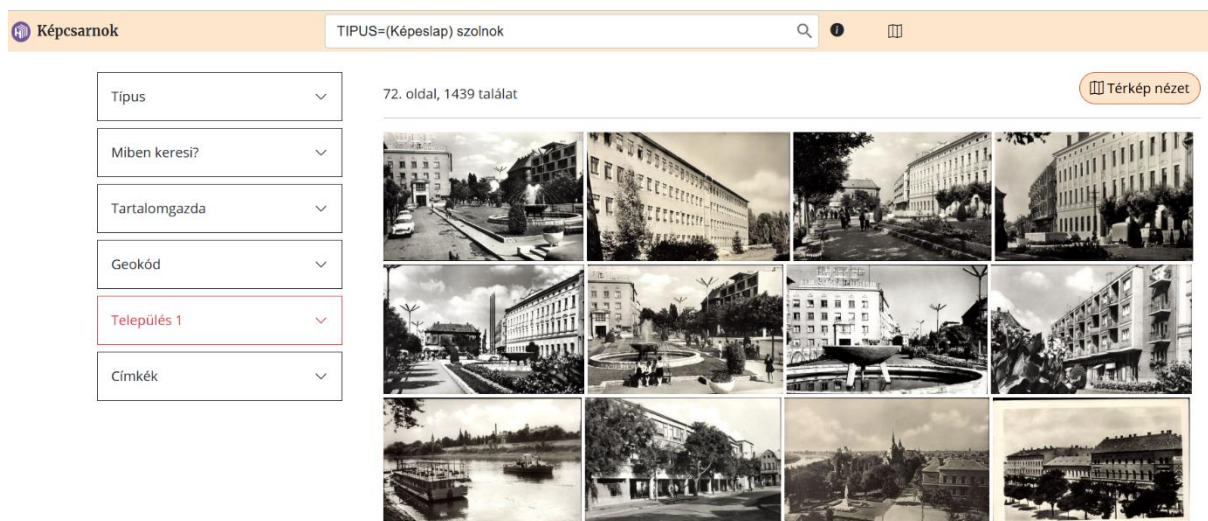 Képcsarnok
TIPUS=(Képeslap) szolnok
Típus
72. oldal, 1439 találat
Térkép nézet
Miben keresi?
Tartalomgazda
Geokód
Település 1
Címkék